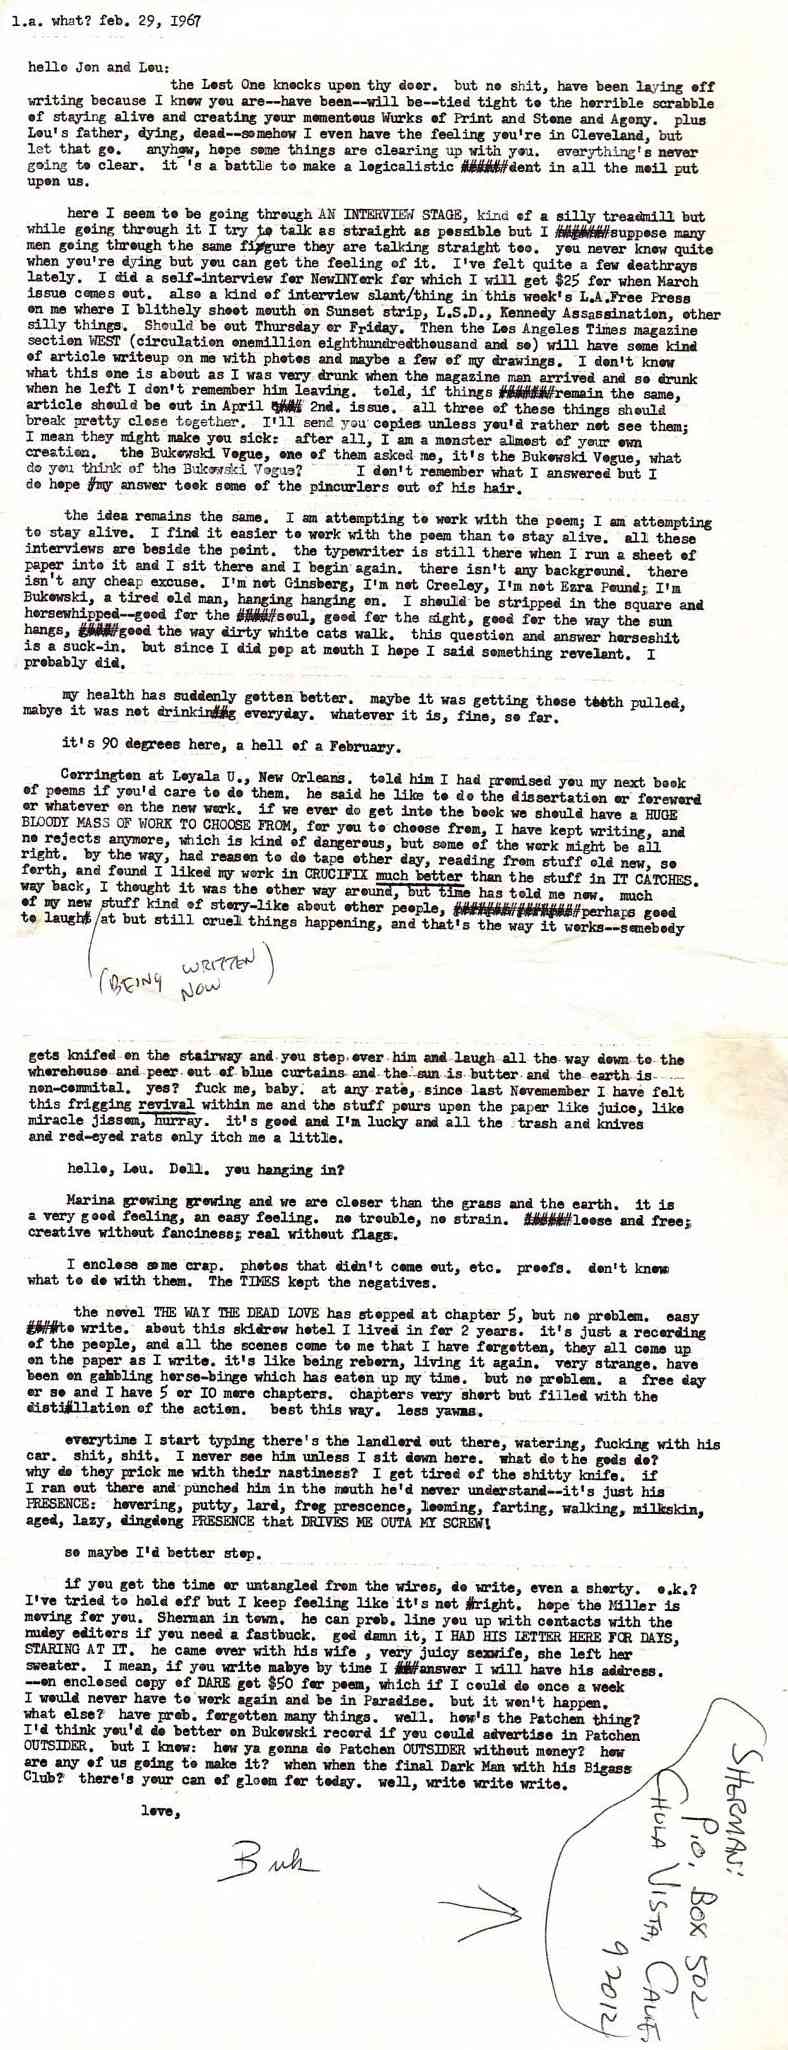 l.a. what? feb. 29, 1967
hello Jon and Lou:
the Lost One knocks upon thy door. but no shit, have been laying off
writing because I know you are--have been--will be--tied tight to the horrible scrabble
of staying alive and creating your momentous Wurks of Print and Stone and Agony. plus
Lou's father, dying, dead--somehow I even have the feeling you're in Cleveland, but
let that go. anyhow, hope some things are clearing up with you. everything's never
going to clear. it 's a battle to make a logicalistic dent in all the moil put
upon us.
here I seem to be going through AN INTERVIEW STAGE, kind of a silly treadmill but
while going through it I try to talk as straight as possible but I suppose many
men going through the same figure they are talking straight too. you never know quite
when you're dying but you can get the feeling of it. I've felt quite a few deathrays
lately. I did a self-interview for NewINYork for which I will get $25 for when March
issue comes out. also a kind of interview slant/thing in this week's L.A.Free Press
on me where I blithely shoot mouth on Sunset strip, L.S.D., Kennedy Assassination, other
silly things. Should be out Thursday or Friday. Then the Los Angeles Times magazine
section WEST (circulation onemillion eighthundredthousand and so) will have some kind
of article writeup on me with photos and maybe a few of my drawings. I don't know
what this one is about as I was very drunk when the magazine man arrived and so drunk
when he left I don't remember him leaving. told, if things remain the same,
article should be out in April 2nd. issue. all three of these things should
break pretty close together. I'll send you copies unless you'd rather not see them;
I mean they might make you sick: after all, I am a monster almost of your own
creation. the Bukowski Vogue, one of them asked me, it's the Bukowski Vogue, what
do you think of the Bukowski Vogue? I don't remember what I answered but I
do hope my answer took some of the pincurlers out of his hair.
the idea remains the same. I am attempting to work with the poem; I am attempting
to stay alive. I find it easier to work with the poem than to stay alive. all these
interviews are beside the point. the typewriter is still there when I run a sheet of
paper into it and I sit there and I begin again. there isn't any background. there
isn't any cheap excuse. I'm not Ginsberg, I'm not Creeley, I'm not Ezra Pound; I'm
Bukowski, a tired old man, hanging hanging on. I should be stripped in the square and
horsewhipped--good for the soul, good for the sight, good for the way the sun
hangs, good the way dirty white cats walk. this question and answer horseshit
is a suck-in. but since I did pop at mouth I hope I said something revelant. I
probably did.
my health has suddenly gotten better. maybe it was getting those teeth pulled,
mabye it was not drinking everyday. whatever it is, fine, so far.
it's 90 degrees here, a hell of a February.
Corrington at Loyala U., New Orleans. told him I had promised you my next book
of poems if you'd care to do them. he said he like to do the dissertation or foreword
or whatever on the new work. if we ever do get into the book we should have a HUGE
BLOODY MASS OF WORK TO CHOOSE FROM, for you to choose from, I have kept writing, and
no rejects anymore, which is kind of dangerous, but some of the work might be all
right. by the way, had reason to do tape other day, reading from stuff old new, so
forth, and found I liked my work in CRUCIFIX much better than the stuff in IT CATCHES.
way back, I thought it was the other way around, but time has told me now. much
of my new stuff kind of story-like about other people, perhaps good
to laugh at but still cruel things happening, and that's the way it works--somebody
(BEING WRITTEN
NOW)
gets knifed on the stairway and you step over him and laugh all the way down to the
whorehouse and peer out of blue curtains and the sun is butter and the earth is
non-commital. yes? fuck me, baby. at any rate, since last Novemember I have felt
this frigging revival within me and the stuff pours upon the paper like juice, like
miracle jissom, hurray. it's good and I'm lucky and all the trash and knives
and red-eyed rats only itch me a little.
hello, Lou. Doll. you hanging in?
Marina growing growing and we are closer than the grass and the earth. it is
a very good feeling, an easy feeling. no trouble, no strain. loose and free;
creative without fanciness; real without flags.
I enclose some crap. photos that didn't come out, etc. proofs. don't know
what to do with them. The TIMES kept the negatives.
the novel THE WAY THE DEAD LOVE has stopped at chapter 5, but no problem. easy
to write. about this skidrow hotel I lived in for 2 years. it's just a recording
of the people, and all the scenes come to me that I have forgotten, they all come up
on the paper as I write. it's like being reborn, living it again. very strange. have
been on gambling horse-binge which has eaten up my time. but no problem. a free day
or so and I have 5 or IO more chapters. chapters very short but filled with the
distillation of the action. best this way. less yawns.
everytime I start typing there's the landlord out there, watering, fucking with his
car. shit, shit. I never see him unless I sit down here. what do the gods do?
why do they prick me with their nastiness? I get tired of the shitty knife. if
I ran out there and punched him in the mouth he'd never understand--it's just his
PRESENCE: hovering, putty, lard, frog prescence, looming, farting, walking, milkskin,
aged, lazy, dingdong PRESENCE that DRIVES ME OUTA MY SCREW!
so maybe I'd better stop.
if you get the time or untangled from the wires, do write, even a shorty. o.k.?
I've tried to hold off but I keep feeling like it's not right. hope the Miller is
moving for you. Sherman in town. he can prob. line you up with contacts with the
nudey editors if you need a fastbuck. god damn it, I HAD HIS LETTER HERE FOR DAYS,
STARING AT IT. he came over with his wife , very juicy sexwife, she left her
sweater. I mean, if you write mabye by time I answer I will have his address.
--on enclosed copy of DARE got $50 for poem, which if I could do once a week
I would never have to work again and be in Paradise. but it won't happen.
what else? have prob. forgotten many things. well. how's the Patchen thing?
I'd think you'd do better on Bukowski record if you could advertise in Patchen
OUTSIDER. but I know: how ya gonna do Patchen OUTSIDER without money? how
are any of us going to make it? when when the final Dark Man with his Bigass
Club? there's your can of gloom for today. well, write write write.
love,
Buk
SHERMAN:
P.O. BOX 502
CHULA VISTA, CALIF.
92012